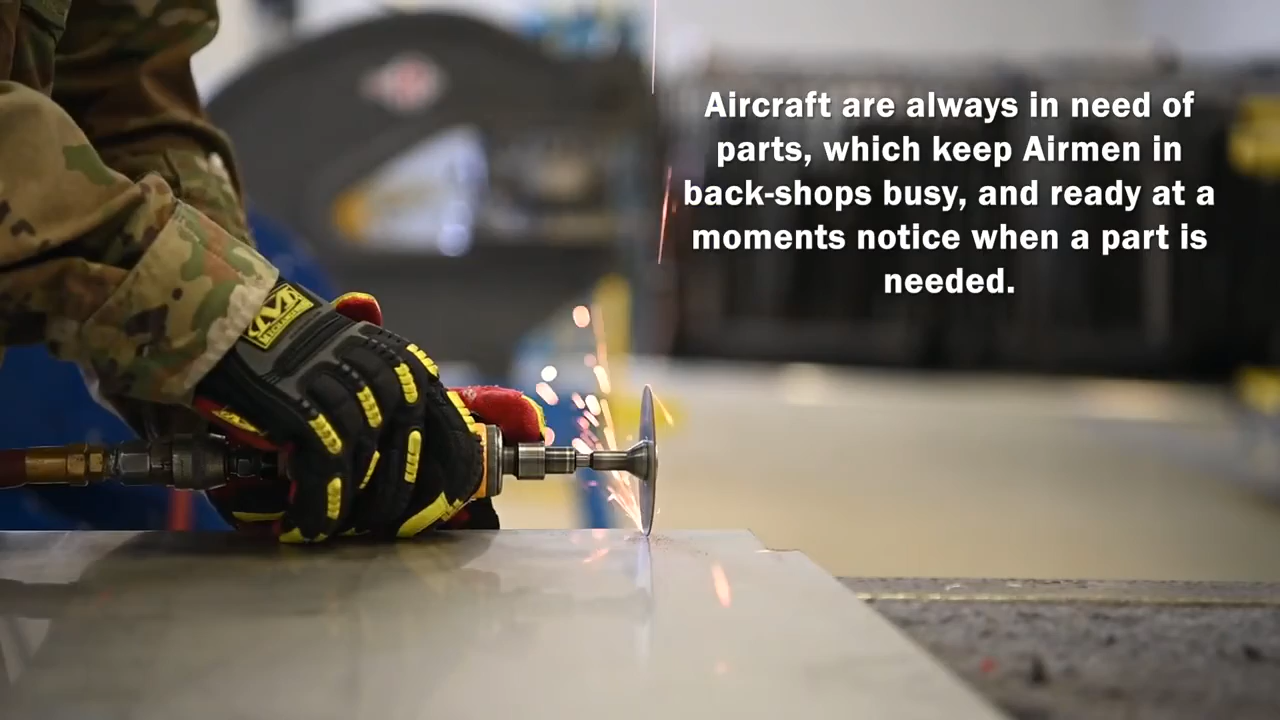 Aircraft are always in need of
parts, which keep Airmen in
back-shops busy, and ready at a
moments notice when a part is
needed.